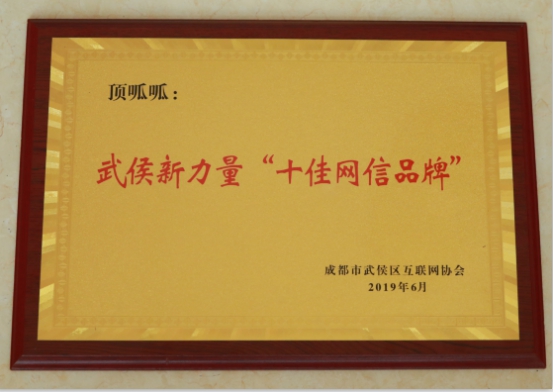 顶呱呱：
武侯新力量“十佳网信品牌”
成都市武侯区互联网协会
2019年6月